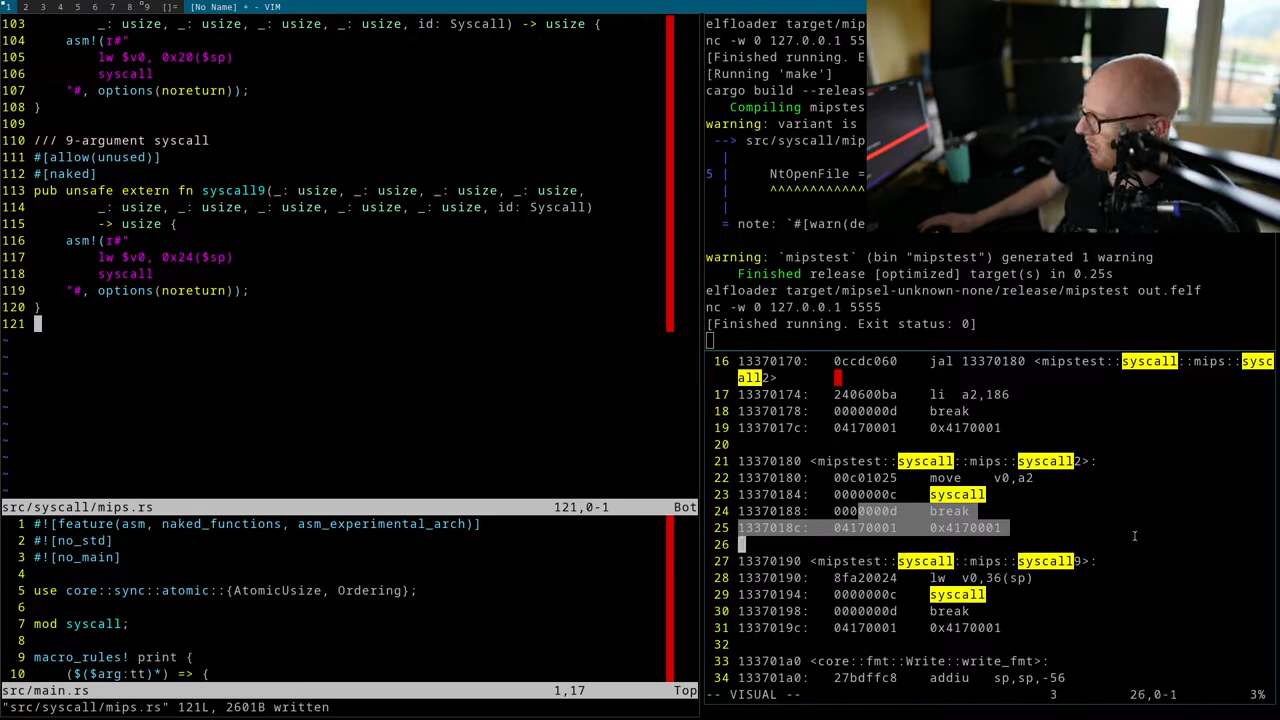 1 2 3 4 5 6 7 8 9 []= [No Name] + - VIM
103 _: usize, _: usize, _: usize, _: usize, id: Syscall) -> usize {
104 asm!(r#"
105 lw $v0, 0x20($sp)
106 syscall
107 "#, options(noreturn));
108 }
109
110 /// 9-argument syscall
111 #[allow(unused)]
112 #[naked]
113 pub unsafe extern fn syscall9(_: usize, _: usize, _: usize, _: usize,
114 _: usize, _: usize, _: usize, _: usize, _: usize, id: Syscall)
115 -> usize {
116 asm!(r#"
117 lw $v0, 0x24($sp)
118 syscall
119 "#, options(noreturn));
120 }
121
~
~
~
~
~
~
~
~
~
~
src/syscall/mips.rs 121,0-1 Bot
1 #![feature(asm, naked_functions, asm_experimental_arch)]
2 #![no_std]
3 #![no_main]
4
5 use core::sync::atomic::{AtomicUsize, Ordering};
6
7 mod syscall;
8
9 macro_rules! print {
10 ($($arg:tt)*) => {
src/main.rs 1,17 Top
"src/syscall/mips.rs" 121L, 2601B written
elfloader target/mip
nc -w 0 127.0.0.1 55
[Finished running. E
[Running 'make']
cargo build --releas
Compiling mipstes
warning: variant is
--> src/syscall/mip
|
5 | NtOpenFile =
| ^^^^^^^^^^^^
|
= note: `#[warn(de
warning: `mipstest` (bin "mipstest") generated 1 warning
Finished release [optimized] target(s) in 0.25s
elfloader target/mipsel-unknown-none/release/mipstest out.felf
nc -w 0 127.0.0.1 5555
[Finished running. Exit status: 0]
16 13370170: 0ccdc060 jal 13370180 <mipstest::syscall::mips::sysc
all2>
17 13370174: 240600ba li a2,186
18 13370178: 0000000d break
19 1337017c: 04170001 0x4170001
20
21 13370180 <mipstest::syscall::mips::syscall2>:
22 13370180: 00c01025 move v0,a2
23 13370184: 0000000c syscall
24 13370188: 0000000d break
25 1337018c: 04170001 0x4170001
26
27 13370190 <mipstest::syscall::mips::syscall9>:
28 13370190: 8fa20024 lw v0,36(sp)
29 13370194: 0000000c syscall
30 13370198: 0000000d break
31 1337019c: 04170001 0x4170001
32
33 133701a0 <core::fmt::Write::write_fmt>:
34 133701a0: 27bdffc8 addiu sp,sp,-56
-- VISUAL -- 3 26,0-1 3%